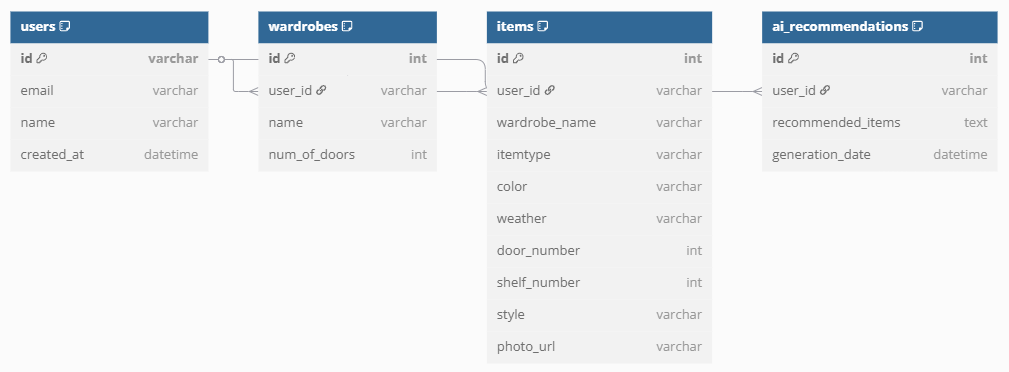 users
id varchar
email varchar
name varchar
created_at datetime
wardrobes
id int
user_id varchar
name varchar
num_of_doors int
items
id int
user_id varchar
wardrobe_name varchar
itemtype varchar
color varchar
weather varchar
door_number int
shelf_number int
style varchar
photo_url varchar
ai_recommendations
id int
user_id varchar
recommended_items text
generation_date datetime